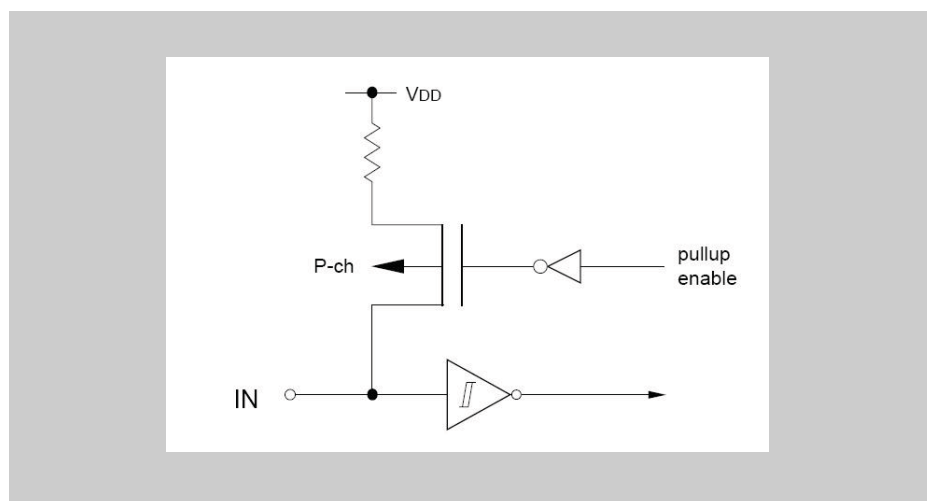 VDD
P-ch
pullup
enable
IN